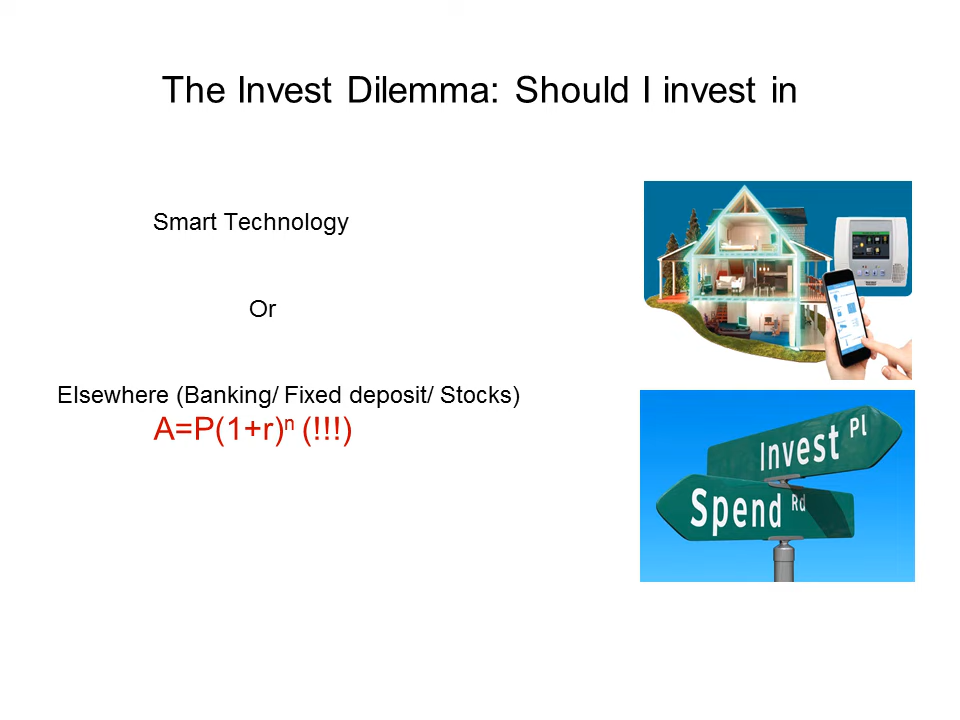 The Invest Dilemma: Should I invest in
Smart Technology
Or
Elsewhere (Banking/ Fixed deposit/ Stocks)
A=P(1+r)ⁿ (!!!)
Invest Pl
Spend Rd